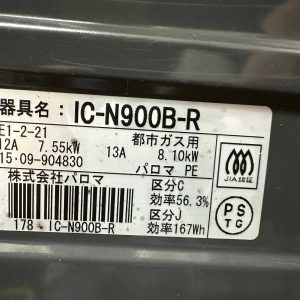 器具名: IC-N900B-R
E1-2-21 都市ガス用
12A 7.55kW 13A 8.10kW
15・09-904830 パロマ PE
株式会社パロマ 区分C
効率56.3%
区分J
効率167Wh
178 IC-N900B-R
JIA認証
PS
TG